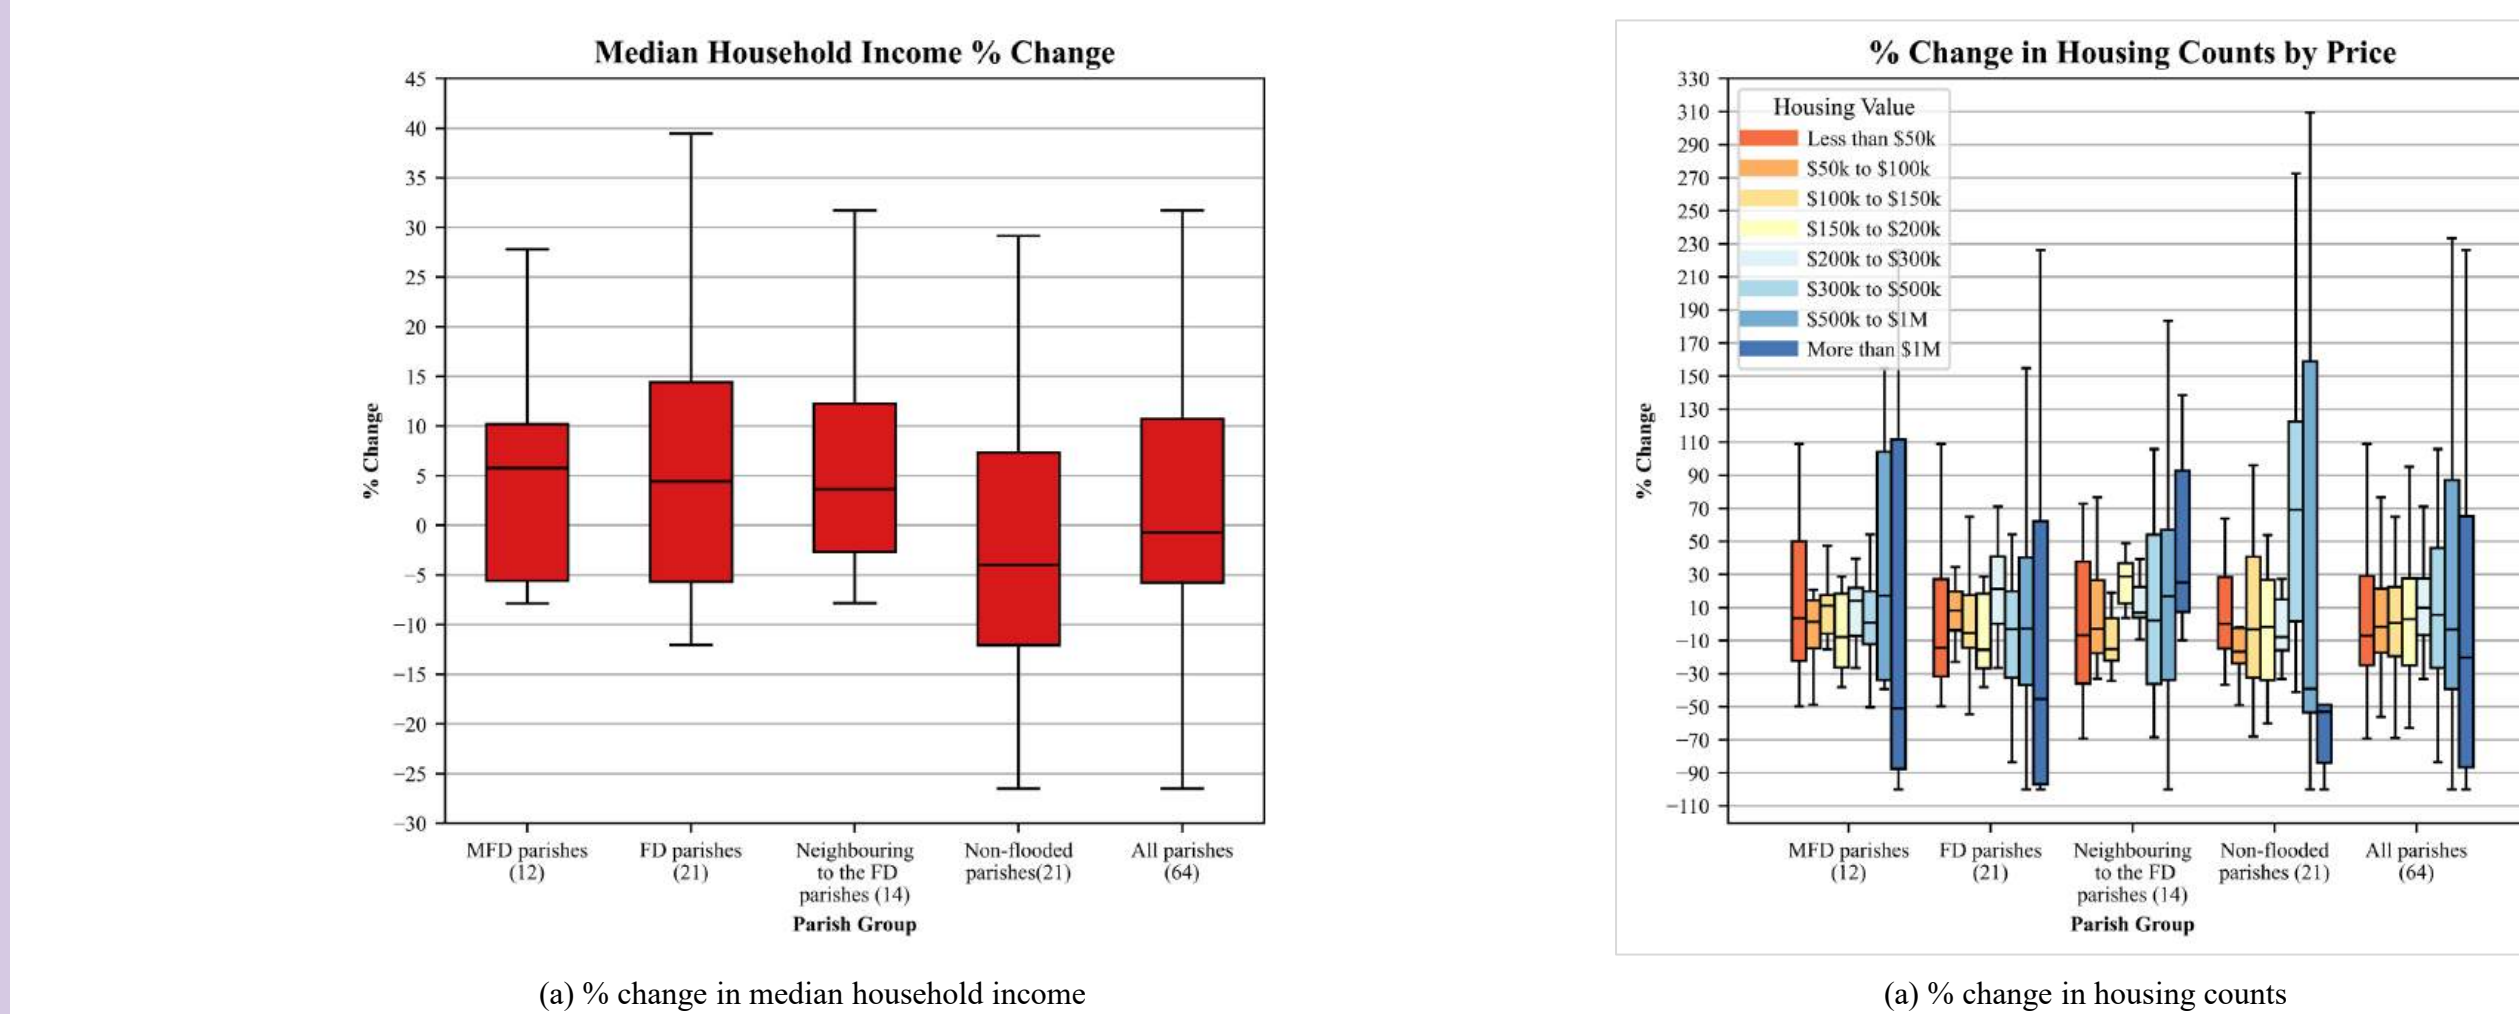 Median Household Income % Change
45
40
35
30
25
20
15
10
5
0
−5
−10
−15
−20
−25
−30
% Change
MFD parishes
(12)
FD parishes
(21)
Neighbouring
to the FD
parishes (14)
Non-flooded
parishes(21)
All parishes
(64)
Parish Group
(a) % change in median household income
% Change in Housing Counts by Price
330
310
290
270
250
230
210
190
170
150
130
110
90
70
50
30
10
−10
−30
−50
−70
−90
−110
% Change
Housing Value
Less than $50k
$50k to $100k
$100k to $150k
$150k to $200k
$200k to $300k
$300k to $500k
$500k to $1M
More than $1M
MFD parishes
(12)
FD parishes
(21)
Neighbouring
to the FD
parishes (14)
Non-flooded
parishes (21)
All parishes
(64)
Parish Group
(a) % change in housing counts